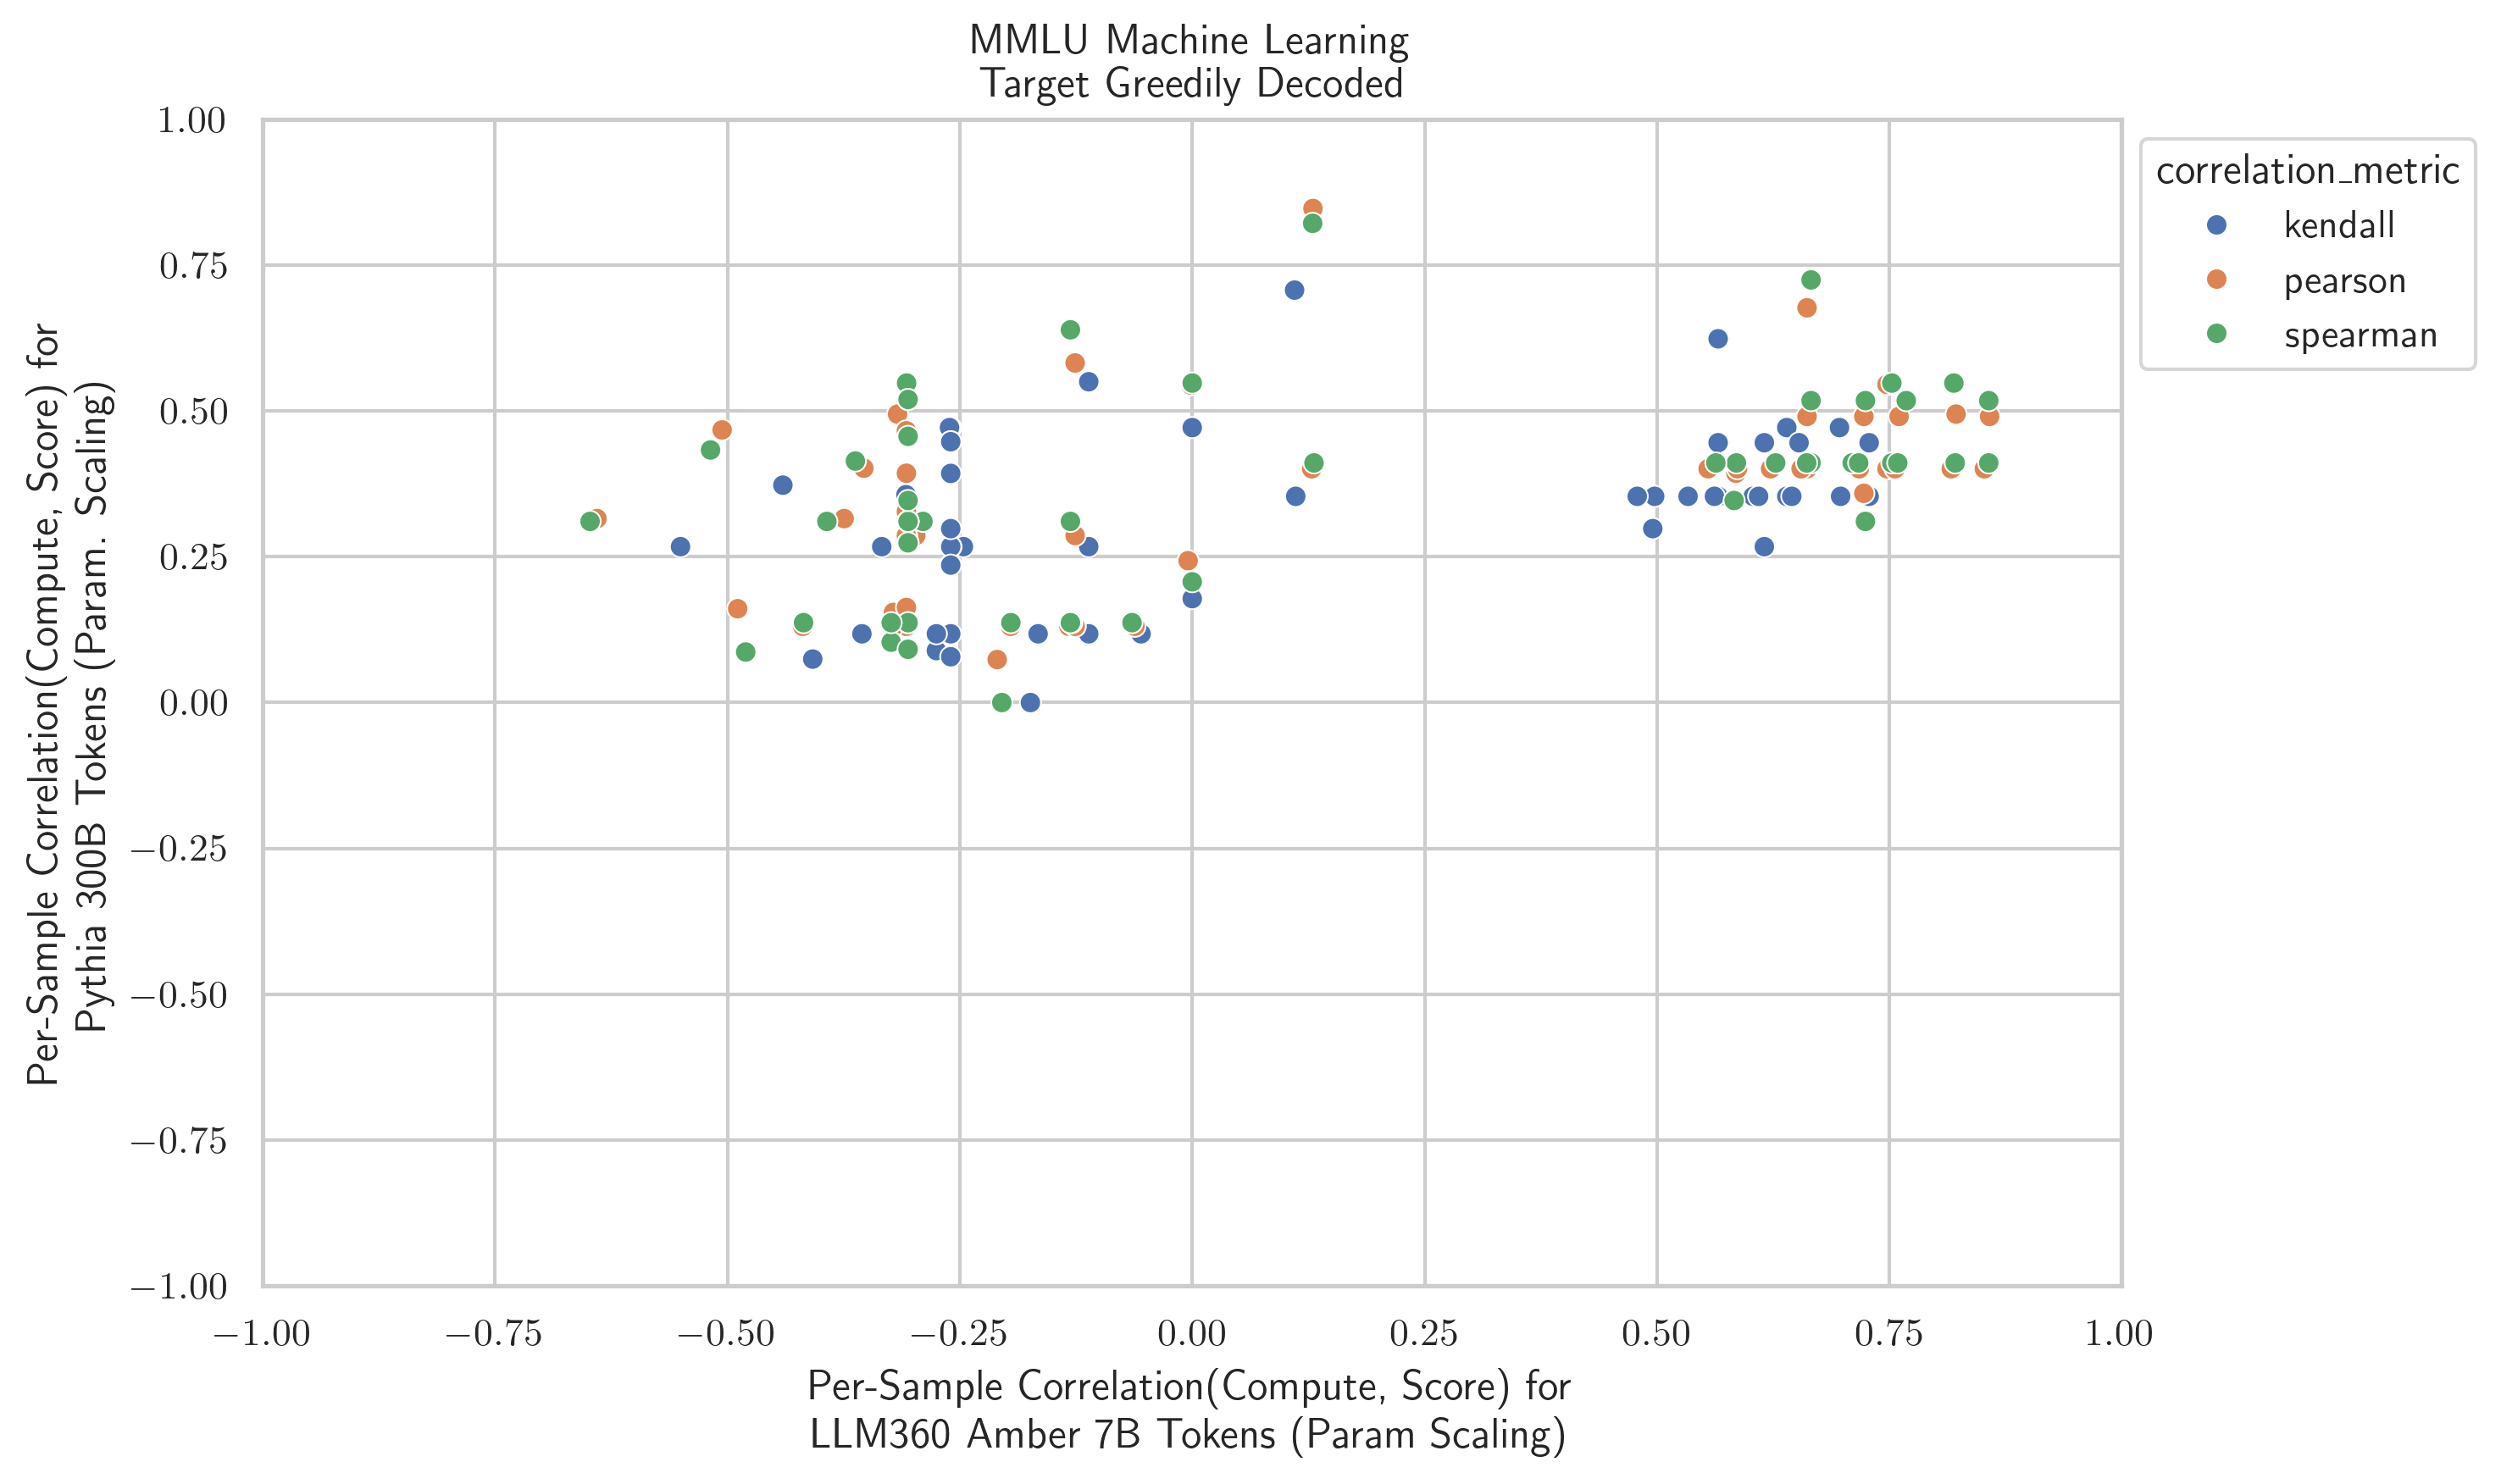 MMLU Machine Learning
Target Greedily Decoded
Per-Sample Correlation(Compute, Score) for
Pythia 300B Tokens (Param. Scaling)
1.00
0.75
0.50
0.25
0.00
−0.25
−0.50
−0.75
−1.00
−1.00 −0.75 −0.50 −0.25 0.00 0.25 0.50 0.75 1.00
Per-Sample Correlation(Compute, Score) for
LLM360 Amber 7B Tokens (Param Scaling)
correlation_metric
kendall
pearson
spearman